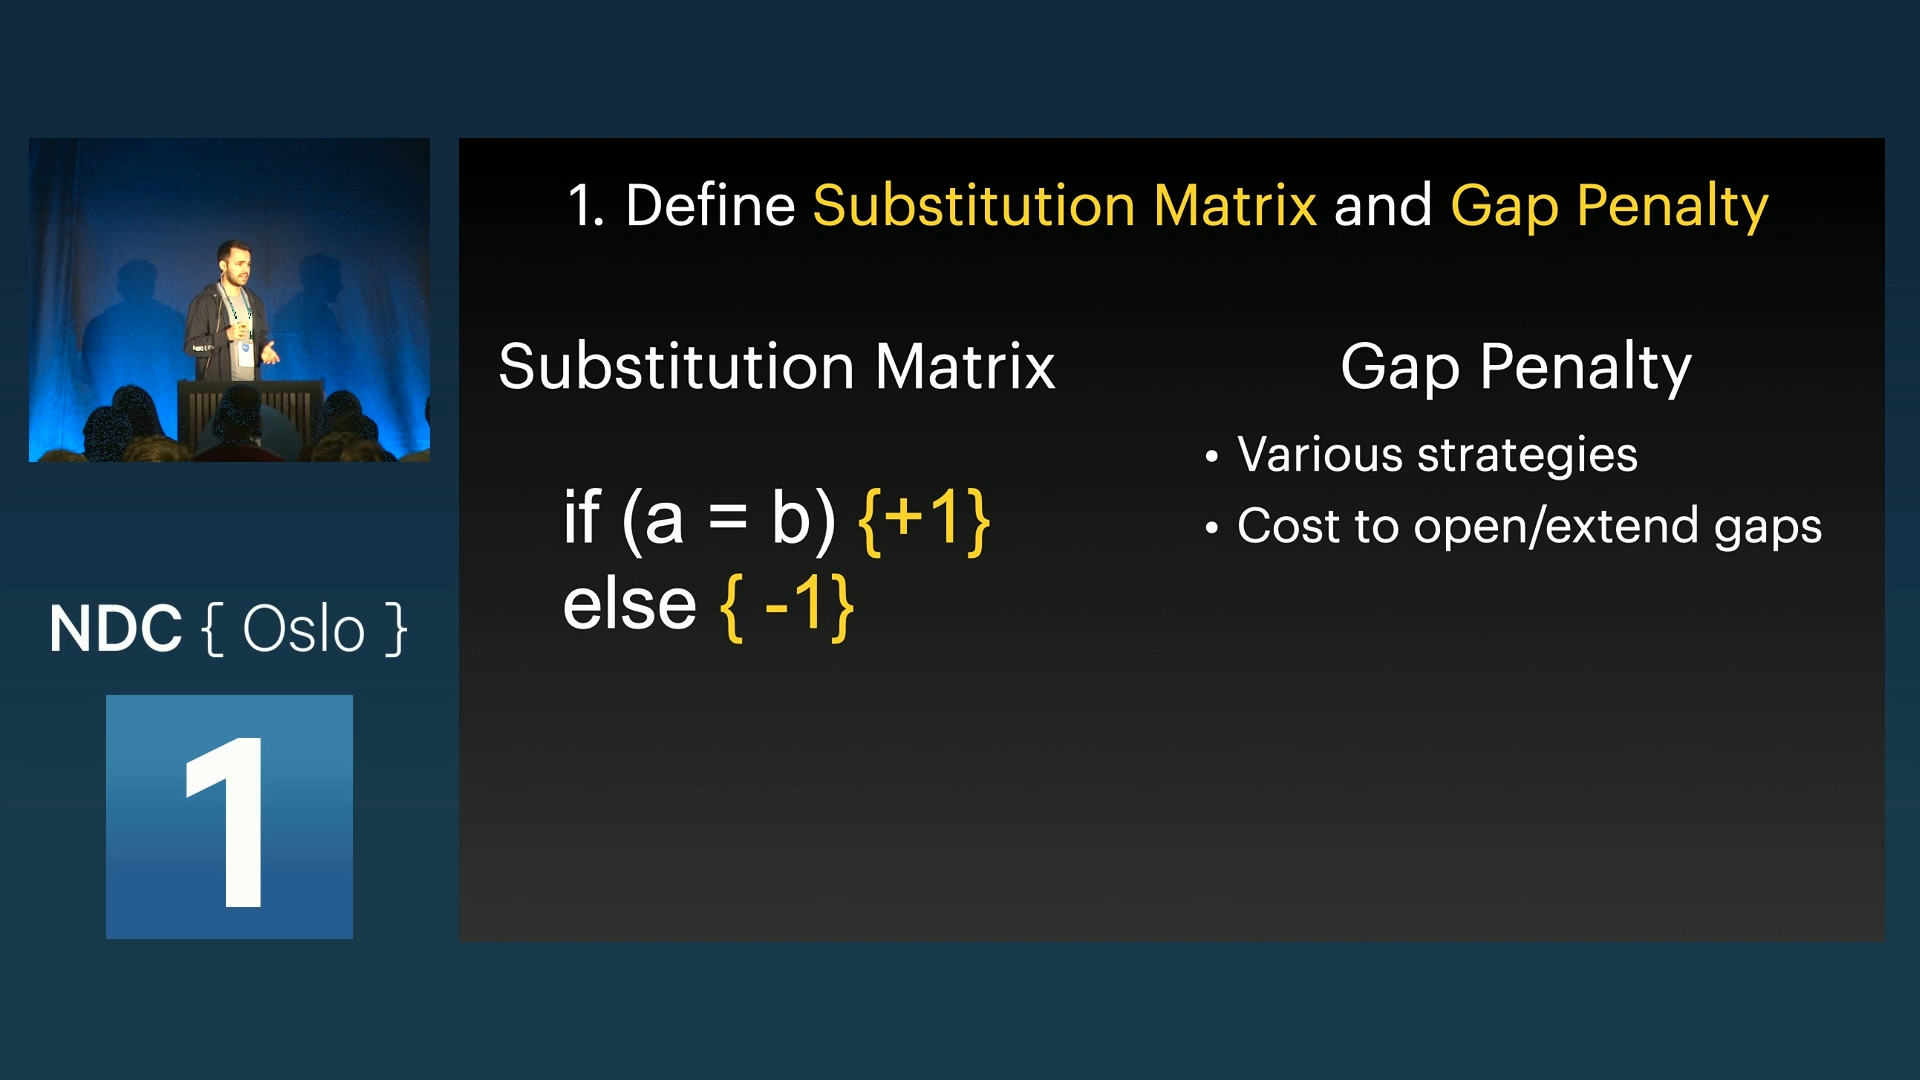 1. Define Substitution Matrix and Gap Penalty
Substitution Matrix
if (a = b) {+1}
else { -1}
Gap Penalty
• Various strategies
• Cost to open/extend gaps
NDC { Oslo }
1